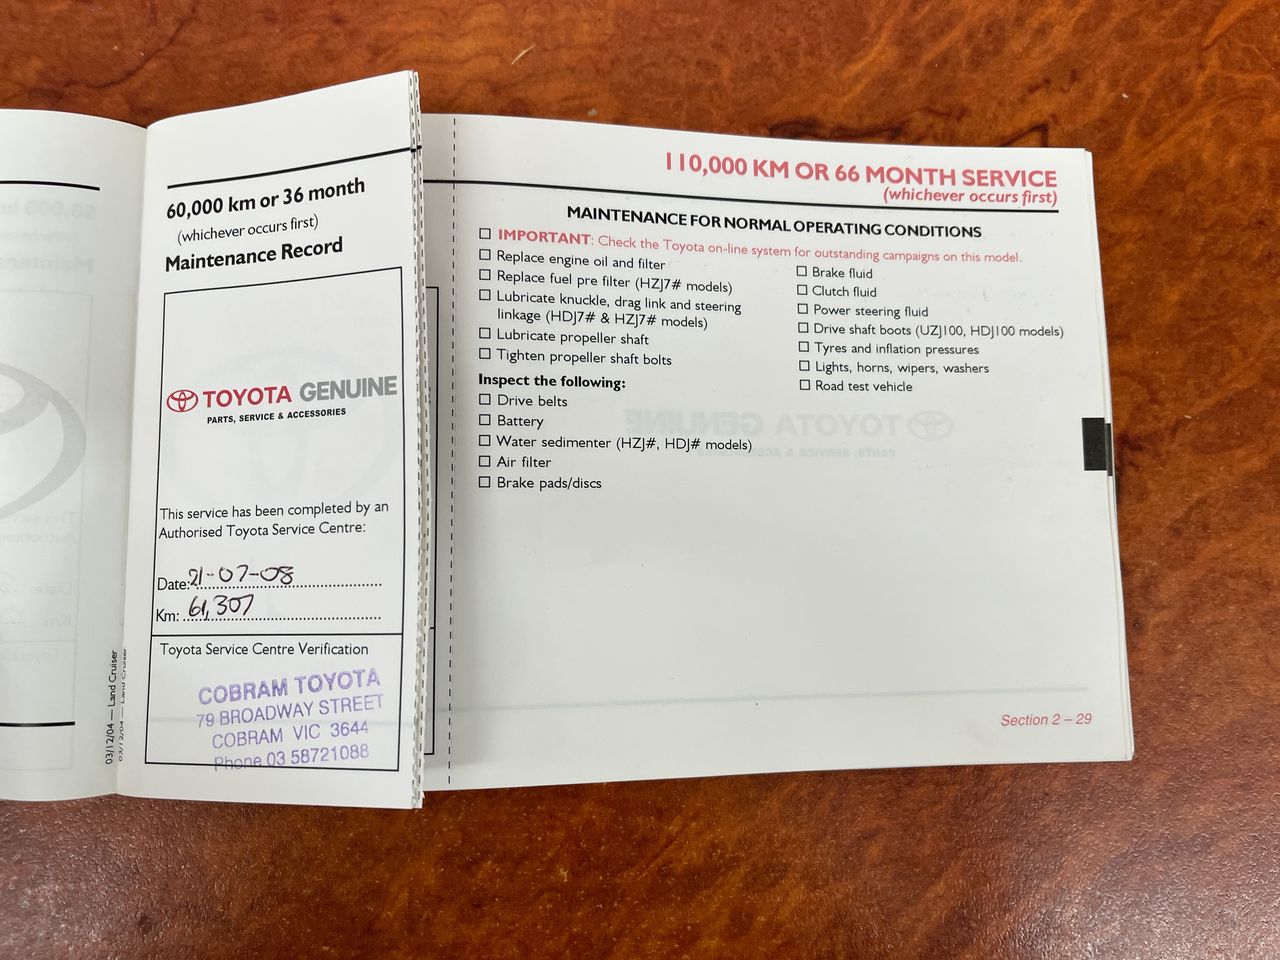 60,000 km or 36 month
(whichever occurs first)
Maintenance Record
TOYOTA GENUINE
PARTS, SERVICE & ACCESSORIES
This service has been completed by an
Authorised Toyota Service Centre:
Date: 21-07-08
Km: 61,307
Toyota Service Centre Verification
COBRAM TOYOTA
79 BROADWAY STREET
COBRAM VIC 3644
Phone 03 58721088
03/12/04 — Land Cruiser
03/12/04 — Land Cruiser
110,000 KM OR 66 MONTH SERVICE
(whichever occurs first)
MAINTENANCE FOR NORMAL OPERATING CONDITIONS
IMPORTANT: Check the Toyota on-line system for outstanding campaigns on this model.
Replace engine oil and filter
Replace fuel pre filter (HZJ7# models)
Lubricate knuckle, drag link and steering
linkage (HDJ7# & HZJ7# models)
Lubricate propeller shaft
Tighten propeller shaft bolts
Inspect the following:
Drive belts
Battery
Water sedimenter (HZJ#, HDJ# models)
Air filter
Brake pads/discs
Brake fluid
Clutch fluid
Power steering fluid
Drive shaft boots (UZJ100, HDJ100 models)
Tyres and inflation pressures
Lights, horns, wipers, washers
Road test vehicle
TOYOTA GENUINE
PARTS, SERVICE & ACCESSORIES
Section 2 – 29